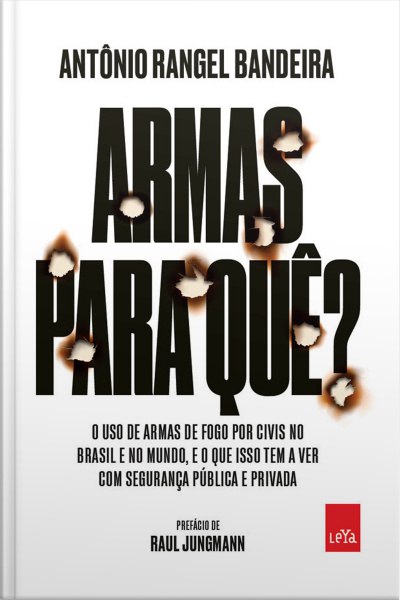 ANTÔNIO RANGEL BANDEIRA
ARMAS
PARA QUÊ?
O USO DE ARMAS DE FOGO POR CIVIS NO
BRASIL E NO MUNDO, E O QUE ISSO TEM A VER
COM SEGURANÇA PÚBLICA E PRIVADA
PREFÁCIO DE
RAUL JUNGMANN
LeYa